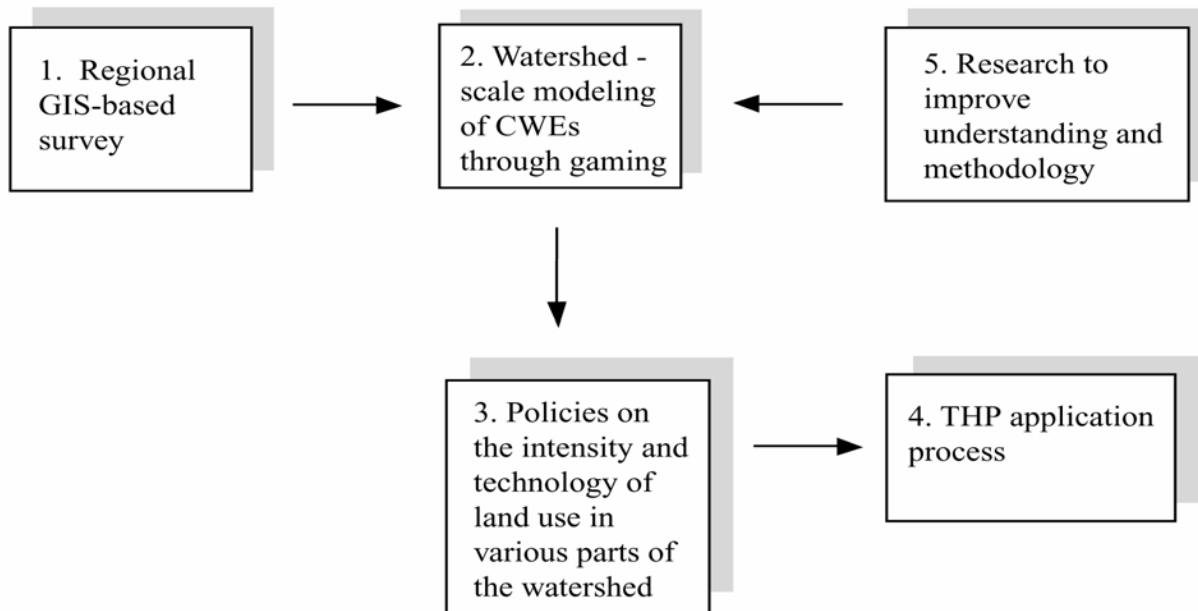 1. Regional
GIS-based
survey
2. Watershed -
scale modeling
of CWEs
through gaming
5. Research to
improve
understanding and
methodology
3. Policies on
the intensity and
technology of
land use in
various parts of
the watershed
4. THP application
process